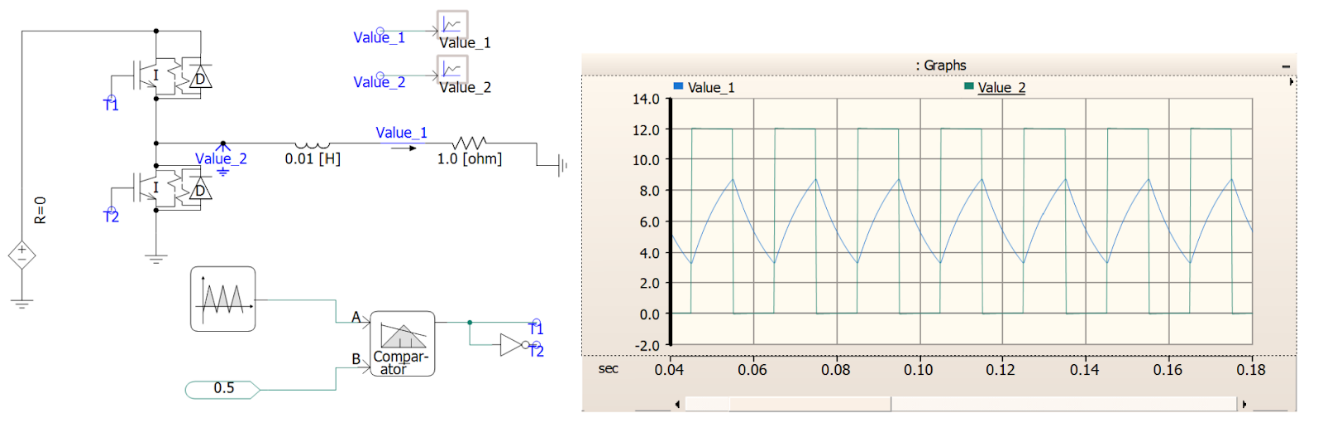 Value_1
Value_1
Value_2
Value_2
I
D
T1
Value_1
Value_2
0.01 [H]
1.0 [ohm]
I
D
T2
R=0
+
-
A
B
Compar-
ator
T1
T2
0.5
: Graphs
Value_1
Value_2
14.0
12.0
10.0
8.0
6.0
4.0
2.0
0.0
-2.0
sec
0.04
0.06
0.08
0.10
0.12
0.14
0.16
0.18